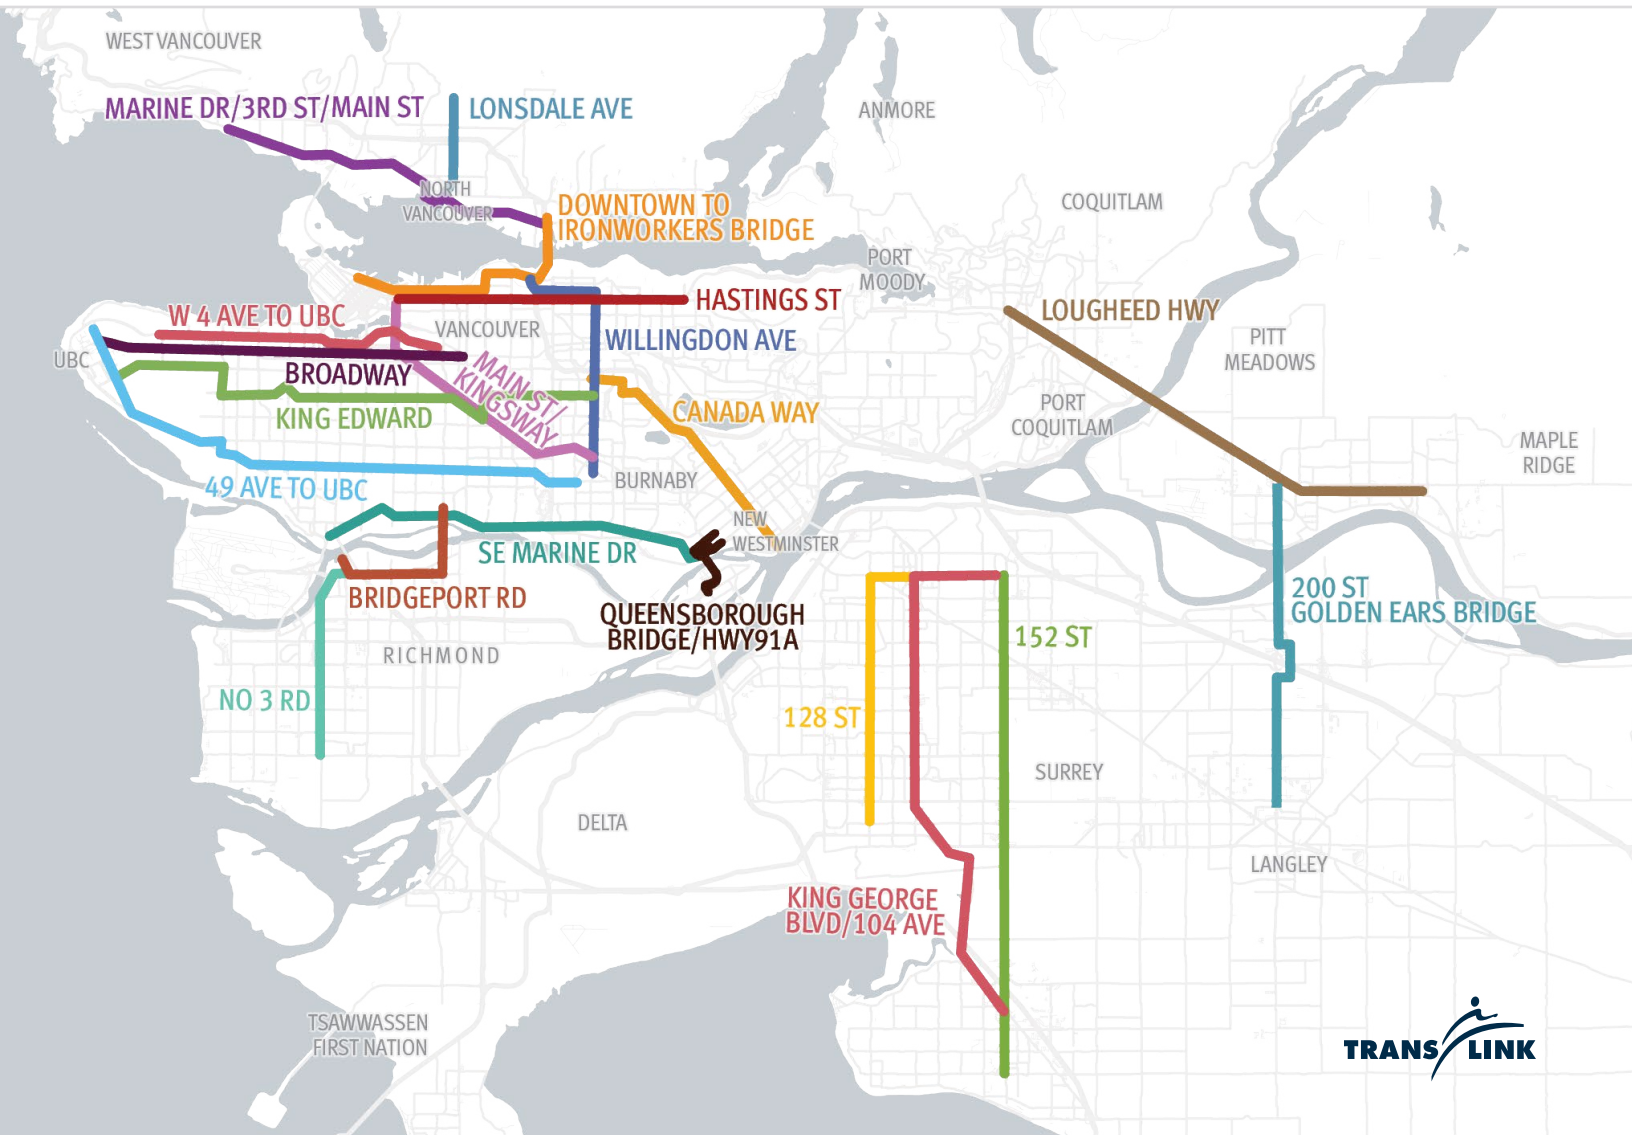 WEST VANCOUVER
MARINE DR/3RD ST/MAIN ST
LONSDALE AVE
ANMORE
NORTH
VANCOUVER
DOWNTOWN TO
IRONWORKERS BRIDGE
COQUITLAM
PORT
MOODY
HASTINGS ST
W 4 AVE TO UBC
VANCOUVER
WILLINGDON AVE
LOUGHEED HWY
PITT
MEADOWS
UBC
BROADWAY
MAIN ST/
KINGSWAY
KING EDWARD
CANADA WAY
PORT
COQUITLAM
MAPLE
RIDGE
49 AVE TO UBC
BURNABY
NEW
WESTMINSTER
SE MARINE DR
BRIDGEPORT RD
QUEENSBOROUGH
BRIDGE/HWY91A
200 ST
GOLDEN EARS BRIDGE
152 ST
RICHMOND
NO 3 RD
128 ST
SURREY
DELTA
LANGLEY
KING GEORGE
BLVD/104 AVE
TSAWWASSEN
FIRST NATION
TRANS LINK